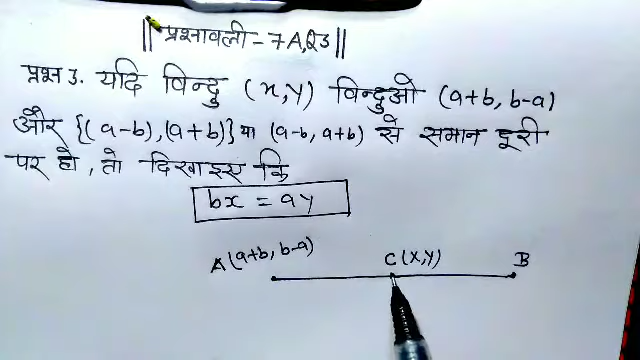 || प्रश्नावली - 7A, Q3 ||
प्रश्न 3. यदि विन्दु (x,y) विन्दुओ (a+b, b-a)
और {(a-b),(a+b)} या (a-b, a+b) से समान दूरी
पर हो, तो दिखाइए कि
bx = ay
A(a+b, b-a) C(x,y) B